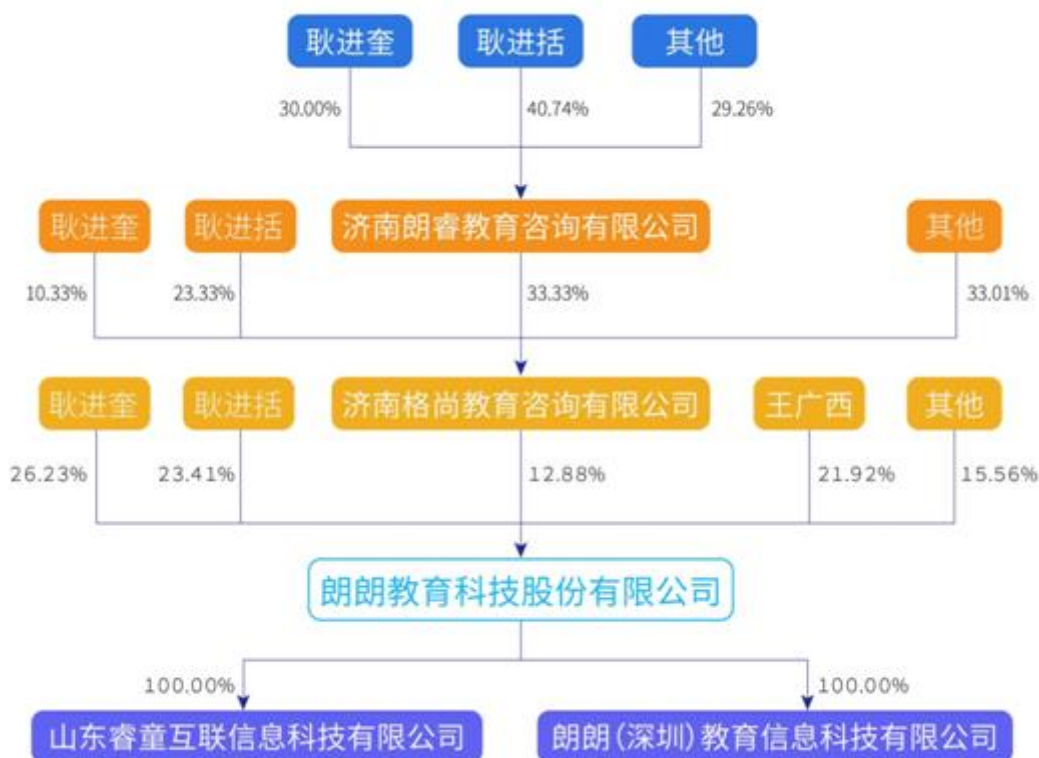 耿进奎 耿进括 其他
30.00% 40.74% 29.26%
耿进奎 耿进括 济南朗睿教育咨询有限公司 其他
10.33% 23.33% 33.33% 33.01%
耿进奎 耿进括 济南格尚教育咨询有限公司 王广西 其他
26.23% 23.41% 12.88% 21.92% 15.56%
朗朗教育科技股份有限公司
100.00% 100.00%
山东睿童互联信息科技有限公司 朗朗(深圳)教育信息科技有限公司